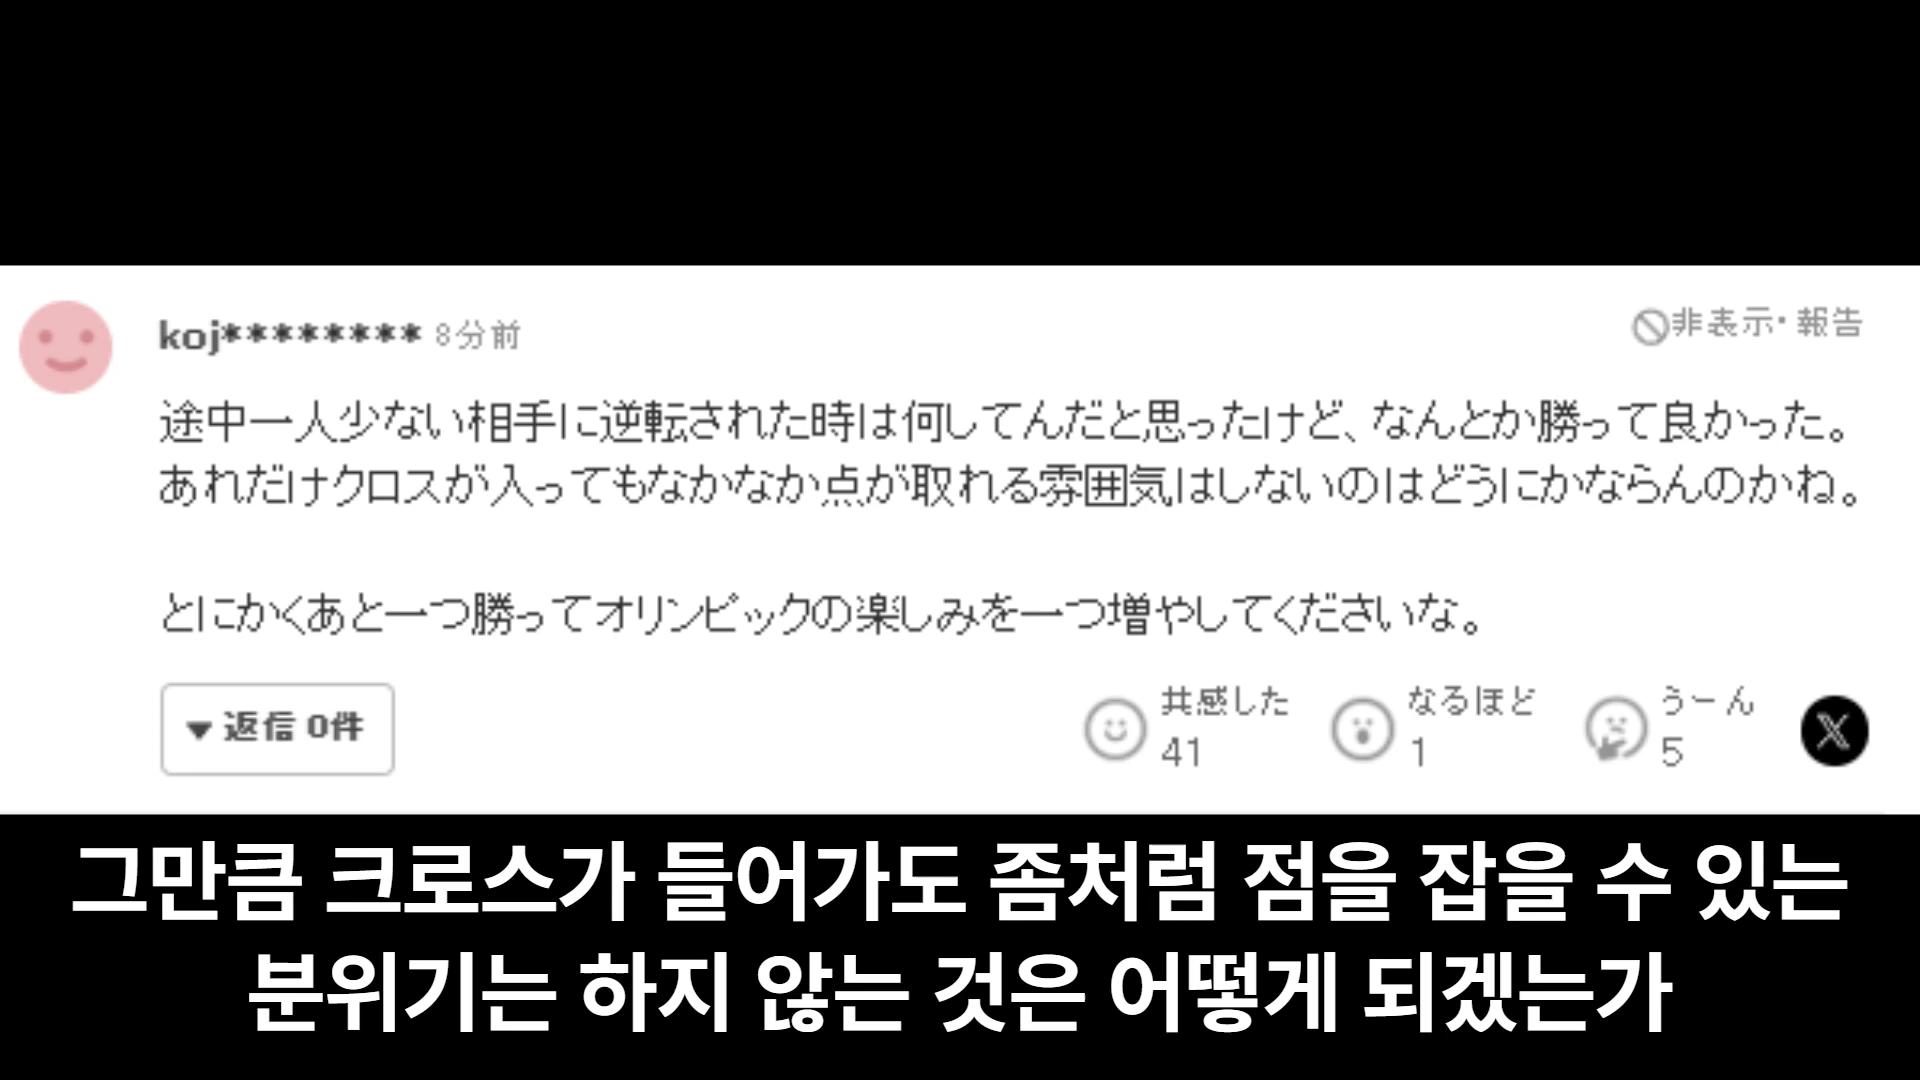 koj******** 8分前
非表示・報告
途中一人少ない相手に逆転された時は何してんだと思ったけど、なんとか勝って良かった。
あれだけクロスが入ってもなかなか点が取れる雰囲気はしないのはどうにかならんのかね。
とにかくあと一つ勝ってオリンピックの楽しみを一つ増やしてくださいな。
返信 0件
共感した
41
なるほど
1
うーん
5
그만큼 크로스가 들어가도 좀처럼 점을 잡을 수 있는
분위기는 하지 않는 것은 어떻게 되겠는가